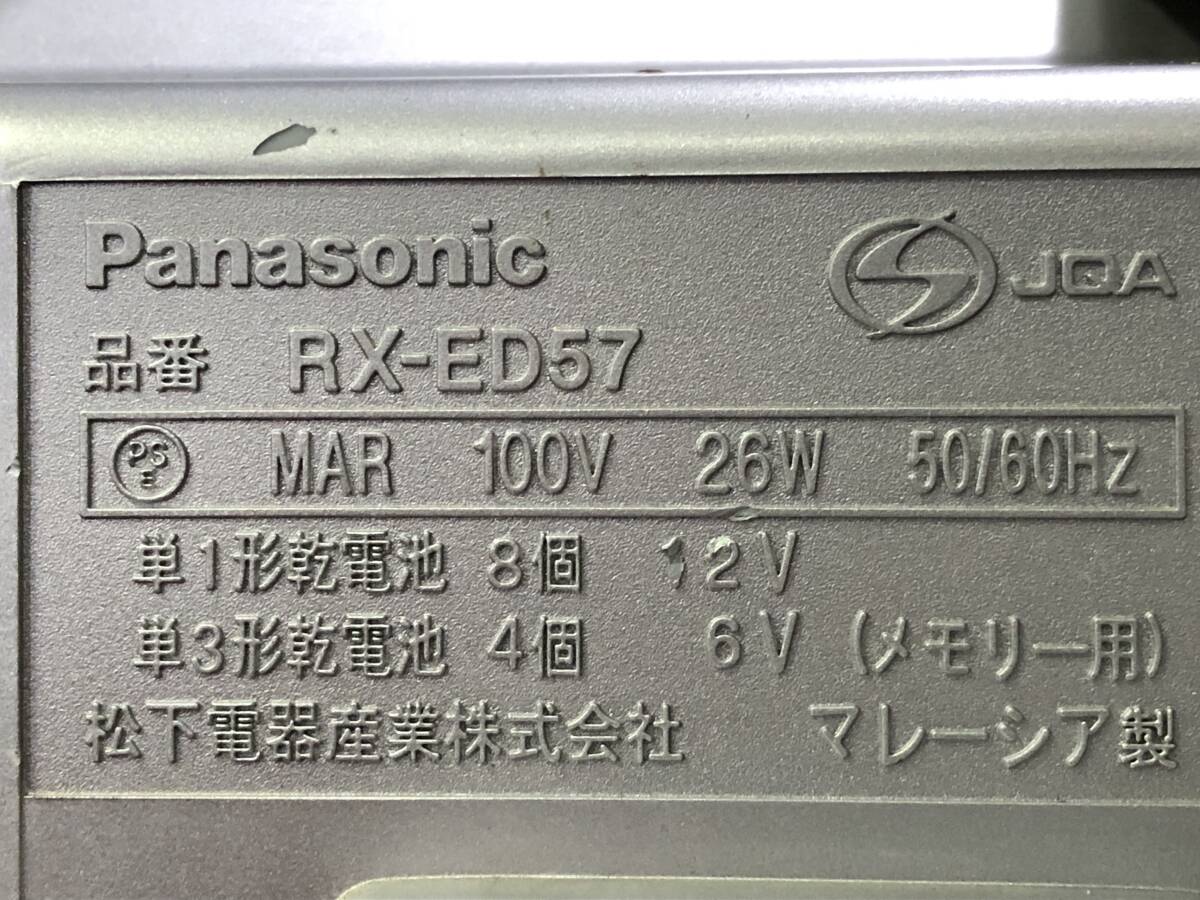 Panasonic JQA
品番 RX-ED57
PSE MAR 100V 26W 50/60Hz
単1形乾電池 8個 12V
単3形乾電池 4個 6V (メモリー用)
松下電器産業株式会社 マレーシア製